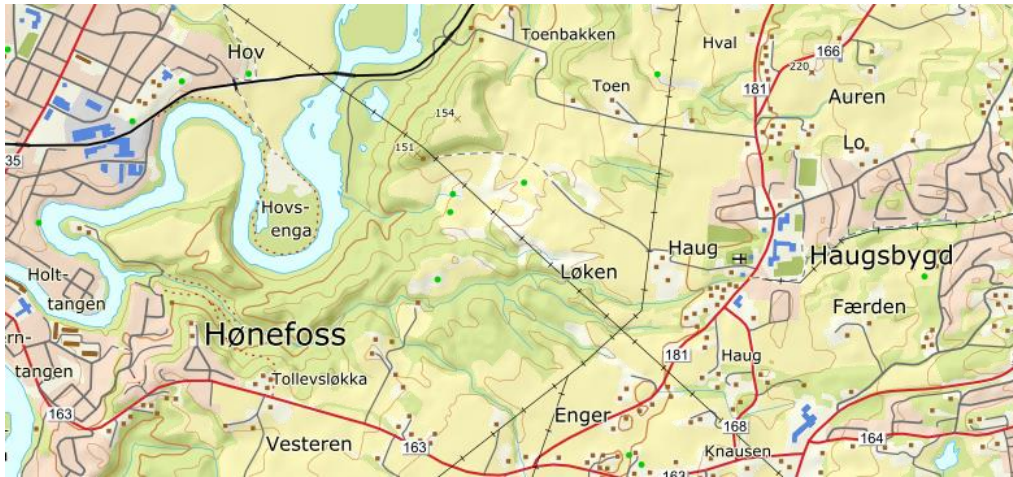 Toenbakken
Hval
166
Hov
220
181
Toen
Auren
154
Lo
151
35
Hovs-
enga
Haug
Haugsbygd
Løken
Holt-
tangen
Færden
Hønefoss
ern-
tangen
181
Haug
Tollevsløkka
163
Enger
168
Vesteren
163
164
Knausen
163